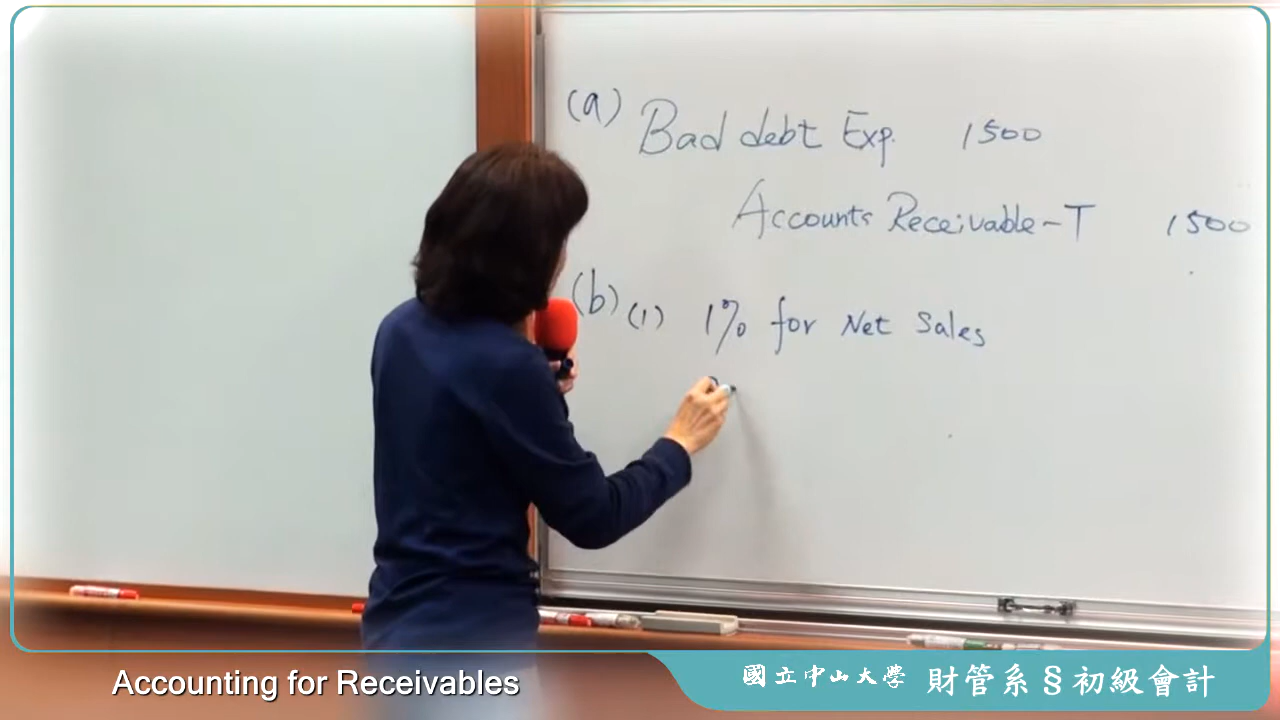 (a) Bad debt Exp. 1500
Accounts Receivable-T 1500
(b) (1) 1% for Net Sales
Accounting for Receivables
國立中山大學 財管系§初級會計